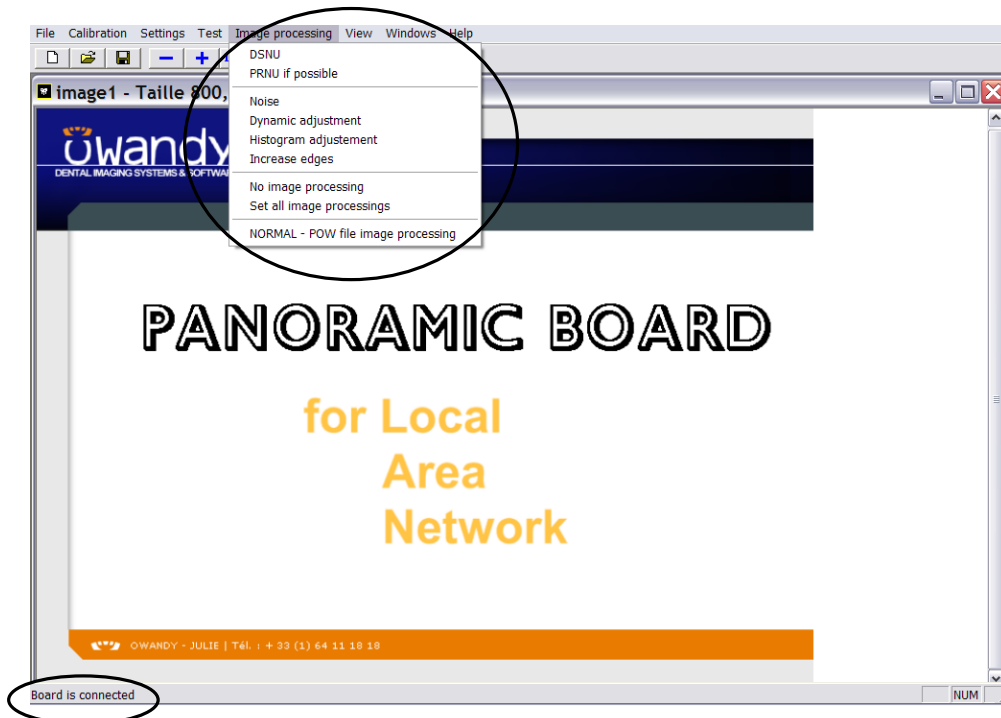 File Calibration Settings Test Image processing View Windows Help
DSNU
PRNU if possible
image1 - Taille 800,
Noise
Dynamic adjustment
Histogram adjustement
Increase edges
No image processing
Set all image processings
NORMAL - POW file image processing
ÜWandy
DENTAL IMAGING SYSTEMS & SOFTWA
PANORAMIC BOARD
for Local
Area
Network
OWANDY - JULIE | Tél. : + 33 (1) 64 11 18 18
Board is connected NUM